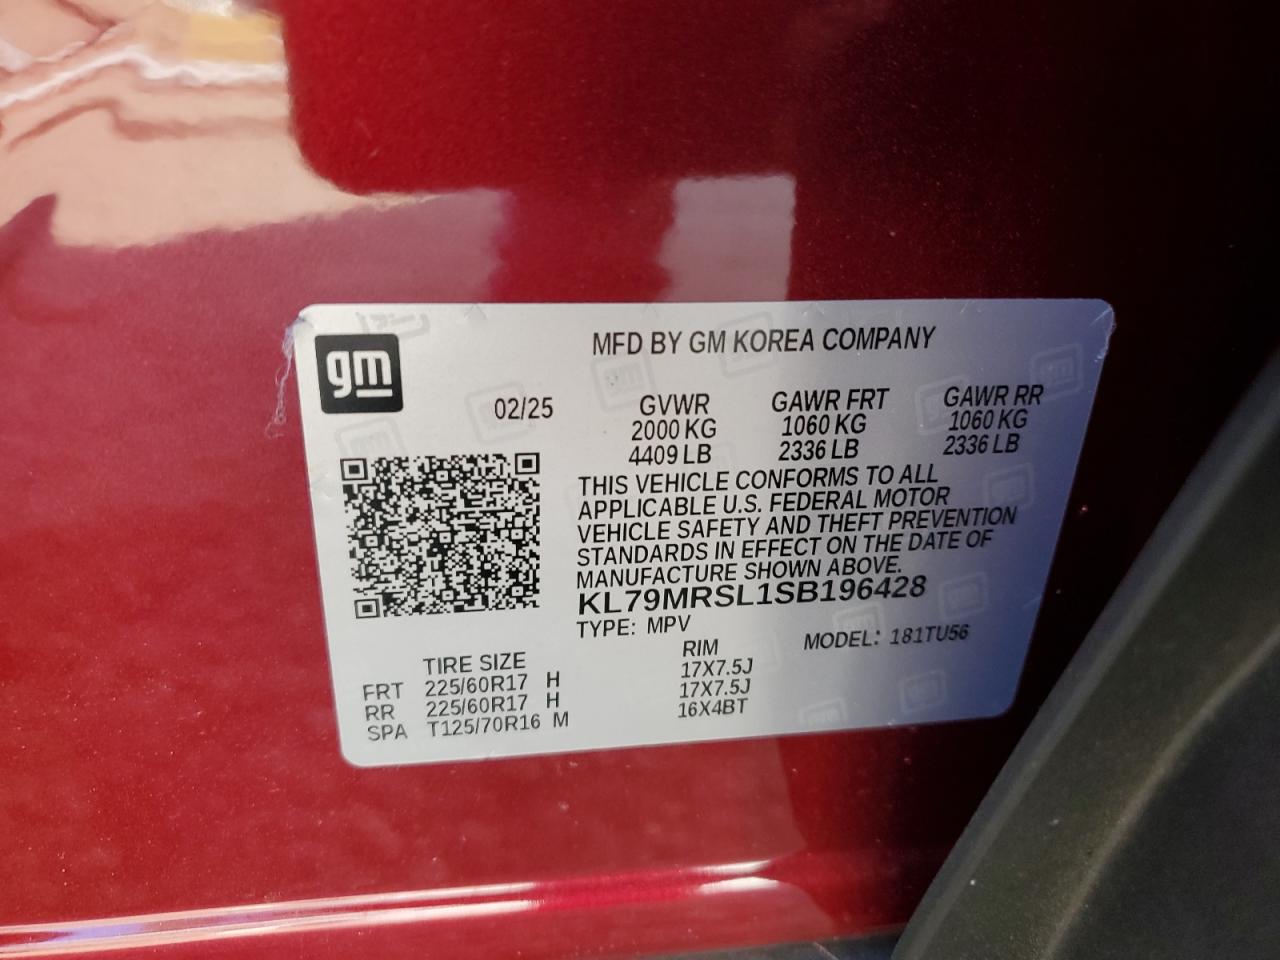 gm
MFD BY GM KOREA COMPANY
02/25 GVWR GAWR FRT GAWR RR
2000 KG 1060 KG 1060 KG
4409 LB 2336 LB 2336 LB
THIS VEHICLE CONFORMS TO ALL
APPLICABLE U.S. FEDERAL MOTOR
VEHICLE SAFETY AND THEFT PREVENTION
STANDARDS IN EFFECT ON THE DATE OF
MANUFACTURE SHOWN ABOVE.
KL79MRSL1SB196428
TYPE: MPV MODEL: 181TU56
TIRE SIZE RIM
FRT 225/60R17 H 17X7.5J
RR 225/60R17 H 17X7.5J
SPA T125/70R16 M 16X4BT